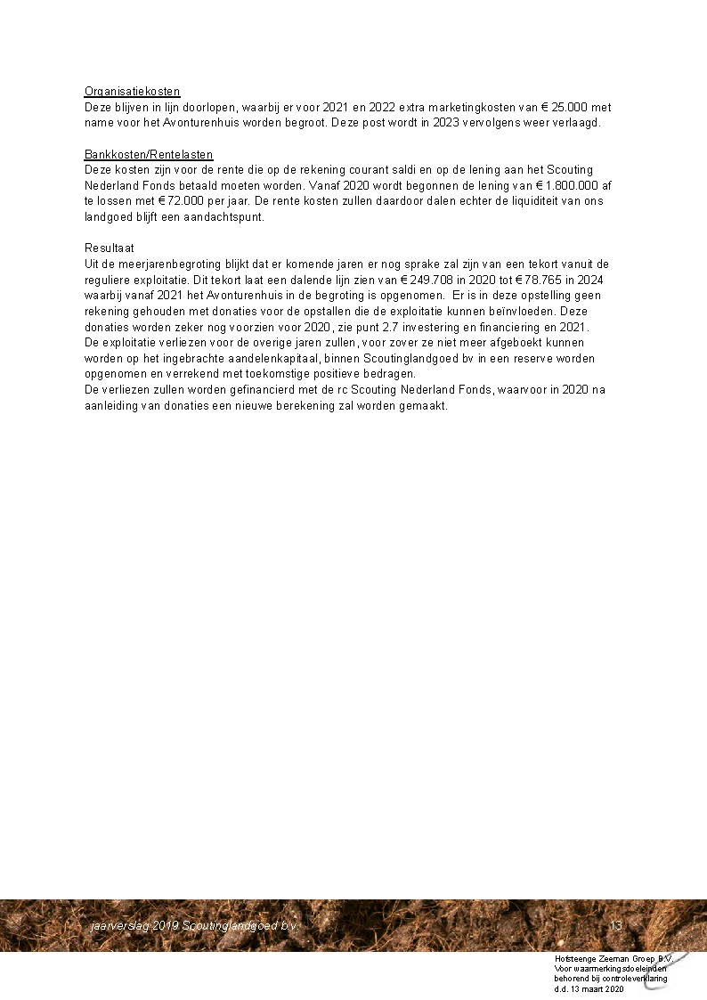 Organisatiekosten
Deze blijven in lijn doorlopen, waarbij er voor 2021 en 2022 extra marketingkosten van € 25.000 met
name voor het Avonturenhuis worden begroot. Deze post wordt in 2023 vervolgens weer verlaagd.
Bankkosten/Rentelasten
Deze kosten zijn voor de rente die op de rekening courant saldi en op de lening aan het Scouting
Nederland Fonds betaald moeten worden. Vanaf 2020 wordt begonnen de lening van € 1.800.000 af
te lossen met € 72.000 per jaar. De rente kosten zullen daardoor dalen echter de liquiditeit van ons
landgoed blijft een aandachtspunt.
Resultaat
Uit de meerjarenbegroting blijkt dat er komende jaren er nog sprake zal zijn van een tekort vanuit de
reguliere exploitatie. Dit tekort laat een dalende lijn zien van € 249.708 in 2020 tot € 78.765 in 2024
waarbij vanaf 2021 het Avonturenhuis in de begroting is opgenomen. Er is in deze opstelling geen
rekening gehouden met donaties voor de opstallen die de exploitatie kunnen beïnvloeden. Deze
donaties worden zeker nog voorzien voor 2020, zie punt 2.7 investering en financiering en 2021.
De exploitatie verliezen voor de overige jaren zullen, voor zover ze niet meer afgeboekt kunnen
worden op het ingebrachte aandelenkapitaal, binnen Scoutinglandgoed bv in een reserve worden
opgenomen en verrekend met toekomstige positieve bedragen.
De verliezen zullen worden gefinancierd met de rc Scouting Nederland Fonds, waarvoor in 2020 na
aanleiding van donaties een nieuwe berekening zal worden gemaakt.
jaarverslag 2019 Scoutinglandgoed b.v. 13
Hofsteenge Zeeman Groep B.V.
Voor waarmerkingsdoeleinden
behorend bij controleverklaring
d.d. 13 maart 2020